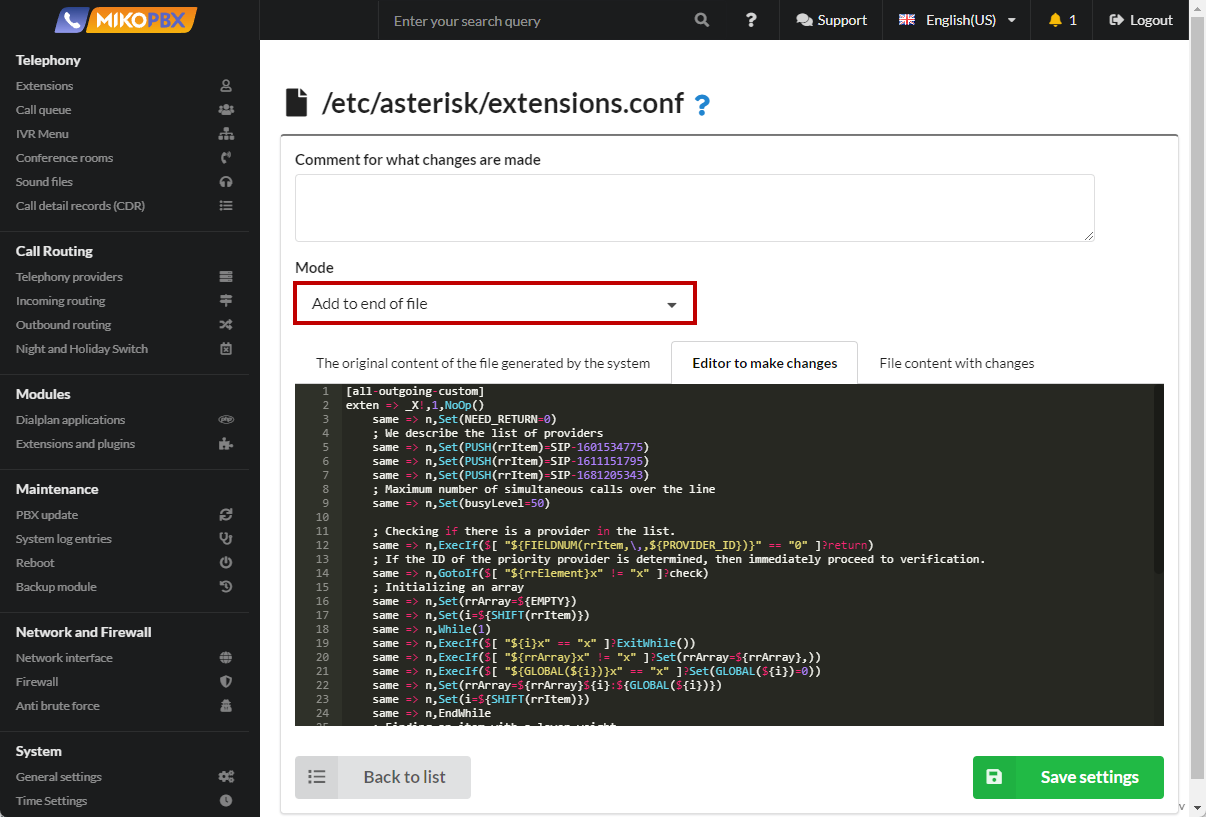 MIKOPBX
Enter your search query
?
Support
English(US)
1
Logout
Telephony
Extensions
Call queue
IVR Menu
Conference rooms
Sound files
Call detail records (CDR)
Call Routing
Telephony providers
Incoming routing
Outbound routing
Night and Holiday Switch
Modules
Dialplan applications
Extensions and plugins
Maintenance
PBX update
System log entries
Reboot
Backup module
Network and Firewall
Network interface
Firewall
Anti brute force
System
General settings
Time Settings
/etc/asterisk/extensions.conf ?
Comment for what changes are made
Mode
Add to end of file
The original content of the file generated by the system
Editor to make changes
File content with changes
1 [all-outgoing-custom]
2 exten => _X!,1,NoOp()
3 same => n,Set(NEED_RETURN=0)
4 ; We describe the list of providers
5 same => n,Set(PUSH(rrItem)=SIP-1601534775)
6 same => n,Set(PUSH(rrItem)=SIP-1611151795)
7 same => n,Set(PUSH(rrItem)=SIP-1681205343)
8 ; Maximum number of simultaneous calls over the line
9 same => n,Set(busyLevel=50)
10
11 ; Checking if there is a provider in the list.
12 same => n,ExecIf($[ "${FIELDNUM(rrItem,\,,${PROVIDER_ID})}" == "0" ]?return)
13 ; If the ID of the priority provider is determined, then immediately proceed to verification.
14 same => n,GotoIf($[ "${rrElement}x" != "x" ]?check)
15 ; Initializing an array
16 same => n,Set(rrArray=${EMPTY})
17 same => n,Set(i=${SHIFT(rrItem)})
18 same => n,While(1)
19 same => n,ExecIf($[ "${i}x" == "x" ]?ExitWhile())
20 same => n,ExecIf($[ "${rrArray}x" != "x" ]?Set(rrArray=${rrArray},))
21 same => n,ExecIf($[ "${GLOBAL(${i})}x" == "x" ]?Set(GLOBAL(${i})=0))
22 same => n,Set(rrArray=${rrArray}${i}:${GLOBAL(${i})})
23 same => n,Set(i=${SHIFT(rrItem)})
24 same => n,EndWhile
Back to list
Save settings